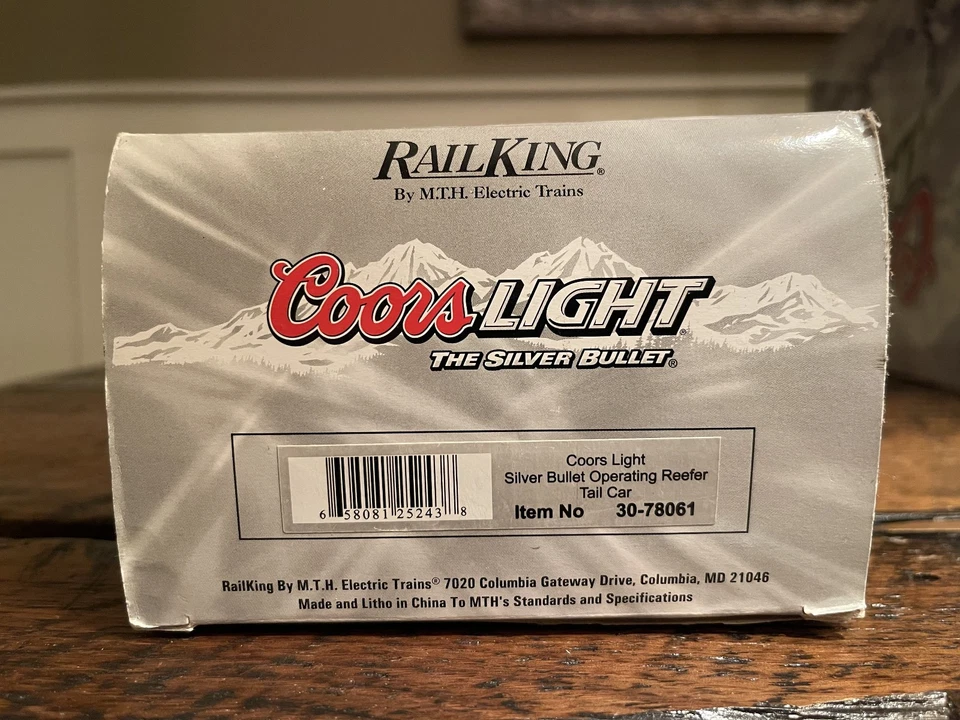 RAILKING®
By M.T.H. Electric Trains
Coors LIGHT®
THE SILVER BULLET®
Coors Light
Silver Bullet Operating Reefer
Tail Car
Item No 30-78061
6 58081 25243 8
RailKing By M.T.H. Electric Trains® 7020 Columbia Gateway Drive, Columbia, MD 21046
Made and Litho in China To MTH's Standards and Specifications